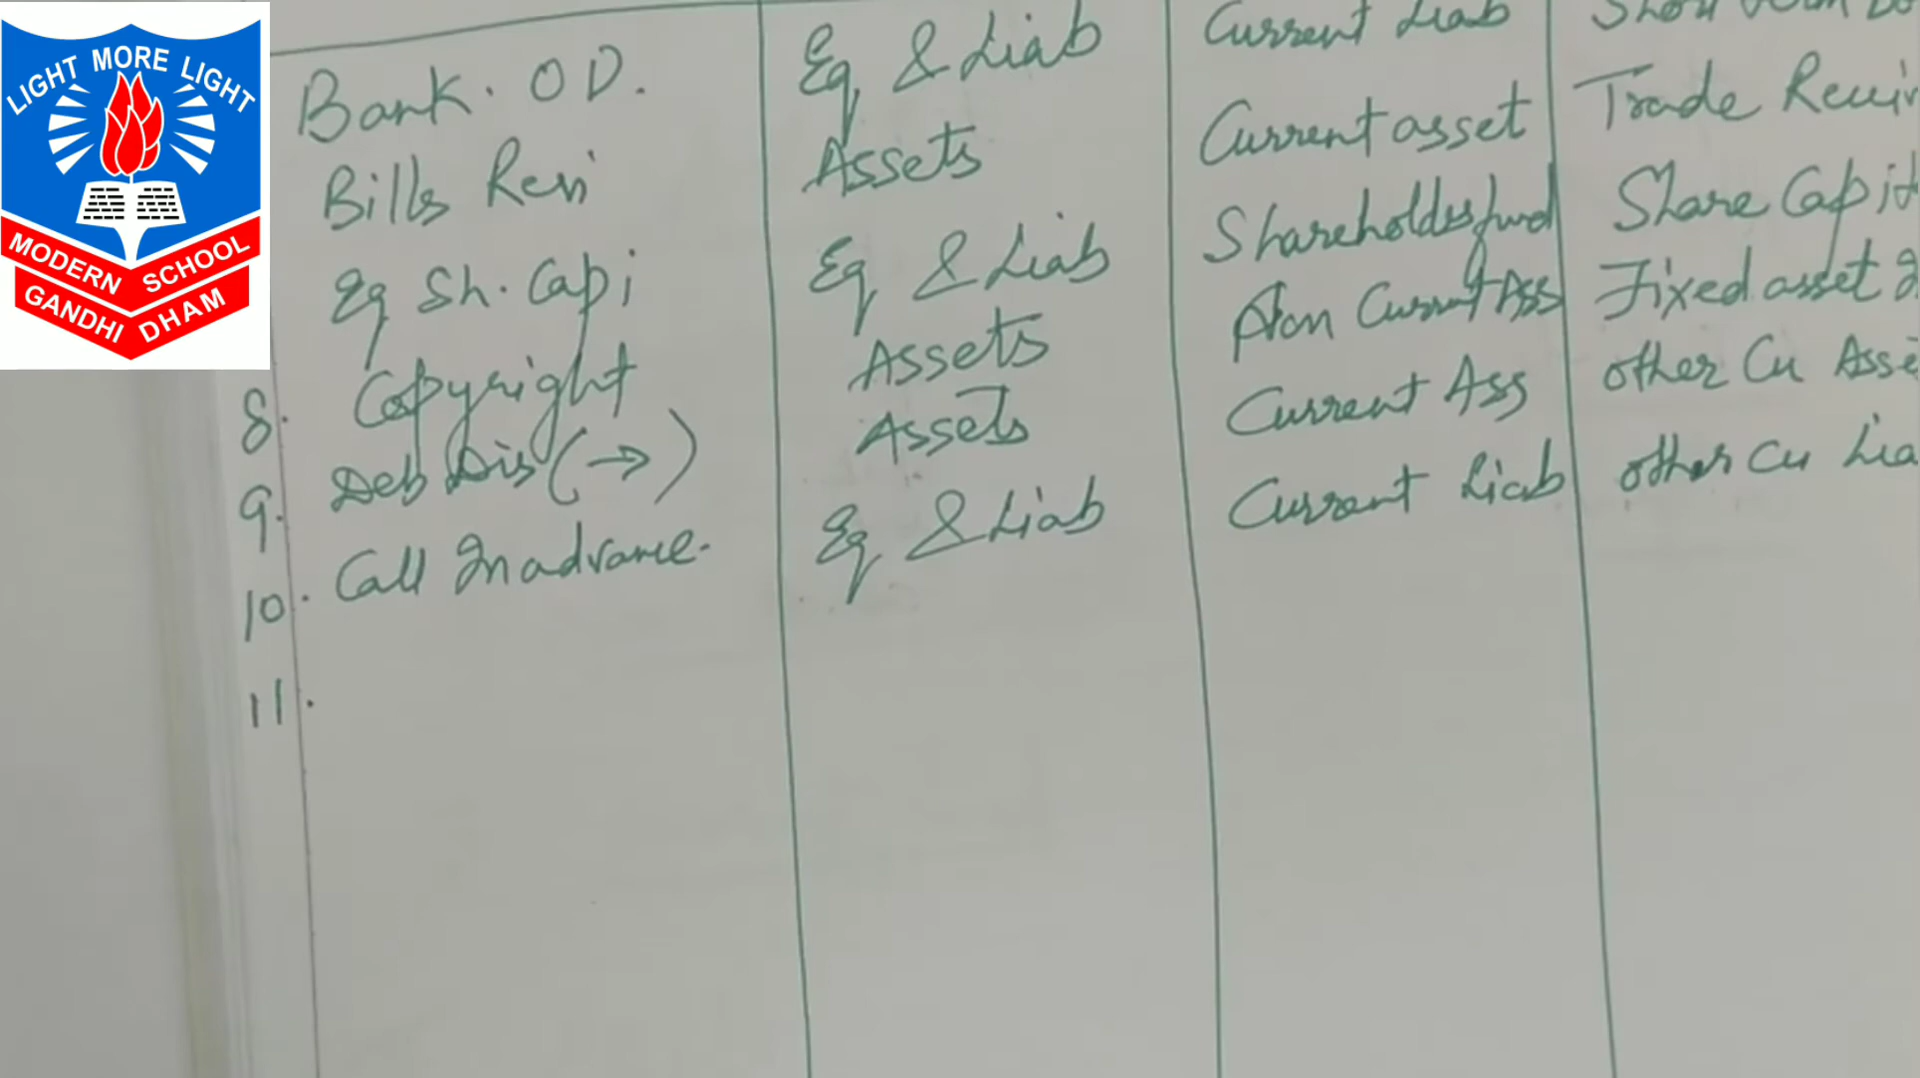 LIGHT MORE LIGHT
MODERN SCHOOL
GANDHI DHAM
Bank. OD. Eq & Liab Current Liab
Bills Assets Current asset Trade
Eq Sh. Capi Eq & Liab Shareholders fund Share Capit
8. Copyright Assets Non Current Ass Fixed asset
9. Deb Dis (→) Assets Current Ass other Cu Asse
10. Call In advance. Eq & Liab Current Liab other Cu Lia
11.